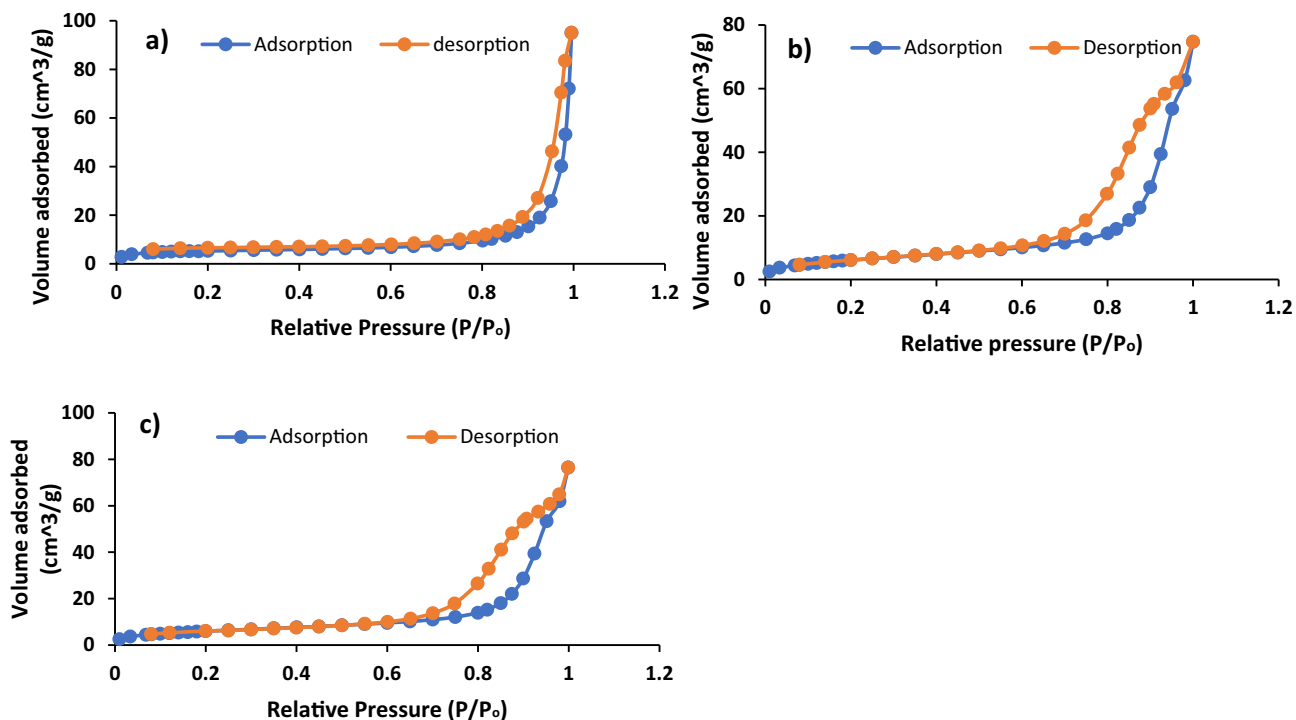 a)
Adsorption
desorption
Volume adsorbed (cm^3/g)
100
80
60
40
20
0
0 0.2 0.4 0.6 0.8 1 1.2
Relative Pressure (P/Pₒ)
b)
Adsorption
Desorption
Volume adsorbed (cm^3/g)
80
60
40
20
0
0 0.2 0.4 0.6 0.8 1 1.2
Relative pressure (P/Pₒ)
c)
Adsorption
Desorption
Volume adsorbed
(cm^3/g)
100
80
60
40
20
0
0 0.2 0.4 0.6 0.8 1 1.2
Relative Pressure (P/Pₒ)